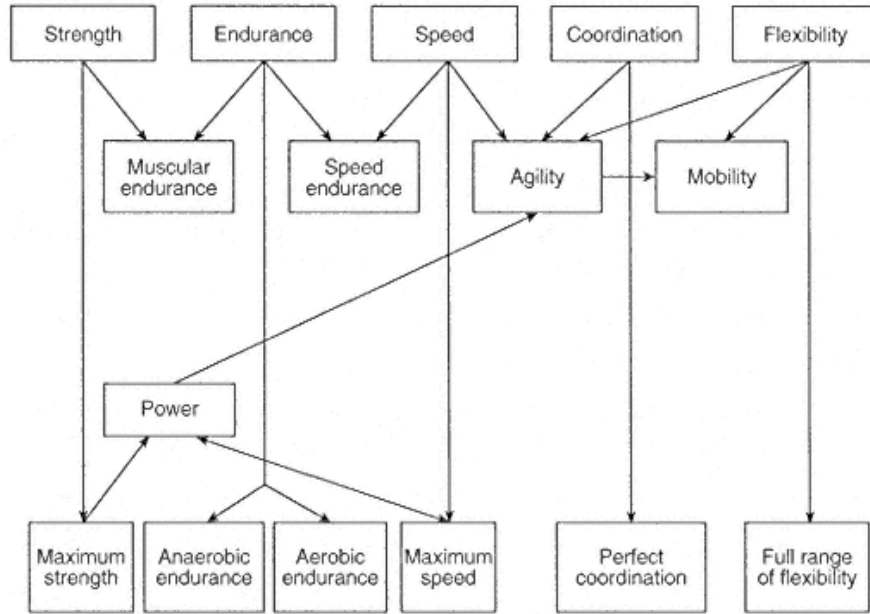 Strength
Endurance
Speed
Coordination
Flexibility
Muscular
endurance
Speed
endurance
Agility
Mobility
Power
Maximum
strength
Anaerobic
endurance
Aerobic
endurance
Maximum
speed
Perfect
coordination
Full range
of flexibility